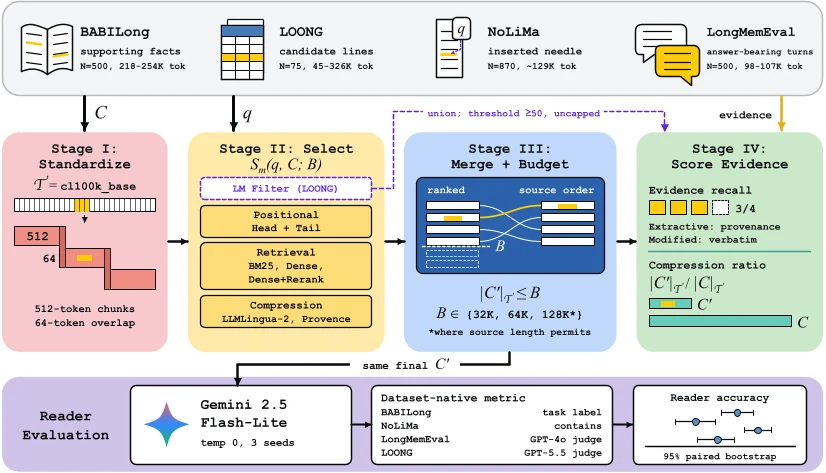 BABILong
supporting facts
N=500, 218-254K tok
LOONG
candidate lines
N=75, 45-326K tok
q
NoLiMa
inserted needle
N=870, ~129K tok
LongMemEval
answer-bearing turns
N=500, 98-107K tok
C
q
union; threshold ≥50, uncapped
evidence
Stage I:
Standardize
𝒯 = cl100k_base
512
64
512-token chunks
64-token overlap
Stage II: Select
Sm(q, C; B)
LM Filter (LOONG)
Positional
Head + Tail
Retrieval
BM25, Dense,
Dense+Rerank
Compression
LLMLingua-2, Provence
Stage III:
Merge + Budget
ranked source order
B
|C′|𝒯 ≤ B
B ∈ {32K, 64K, 128K*}
*where source length permits
Stage IV:
Score Evidence
Evidence recall
3/4
Extractive: provenance
Modified: verbatim
Compression ratio
|C′|𝒯 / |C|𝒯
C′
C
same final C′
Reader
Evaluation
Gemini 2.5
Flash-Lite
temp 0, 3 seeds
Dataset-native metric
BABILong task label
NoLiMa contains
LongMemEval GPT-4o judge
LOONG GPT-5.5 judge
Reader accuracy
95% paired bootstrap